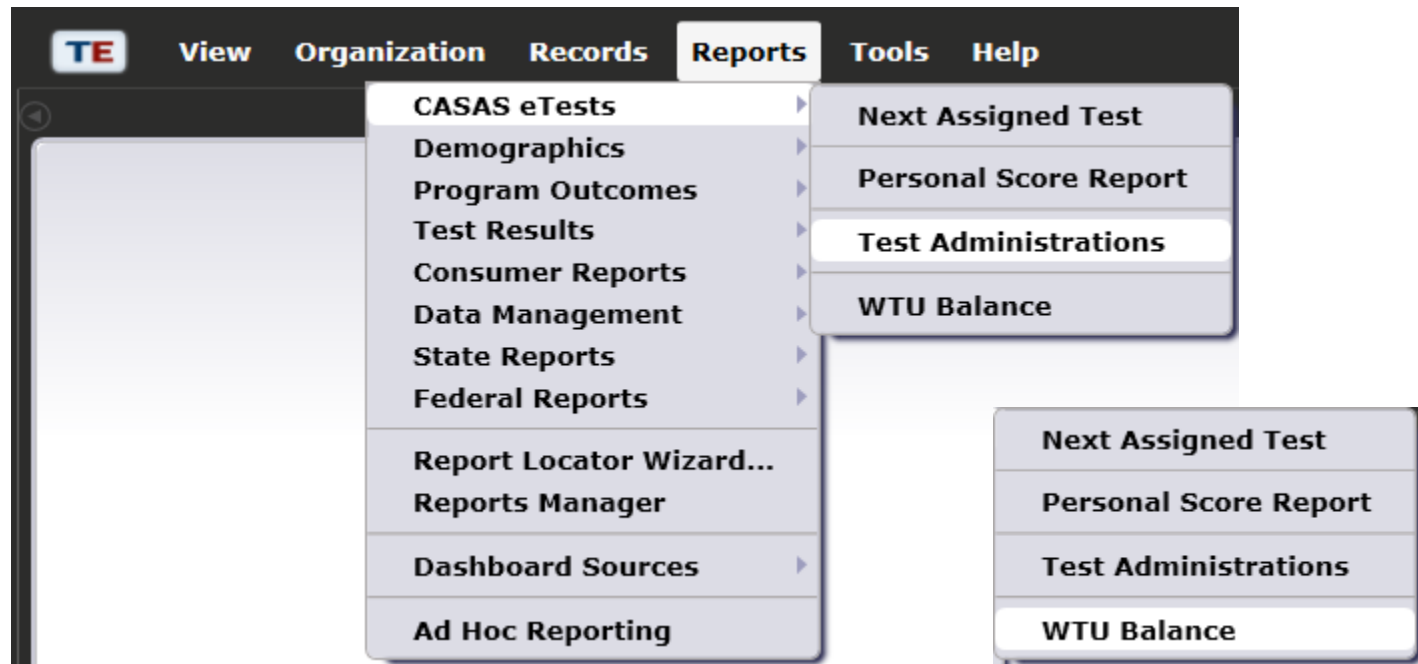 TE View Organization Records Reports Tools Help
CASAS eTests
Demographics
Program Outcomes
Test Results
Consumer Reports
Data Management
State Reports
Federal Reports
Report Locator Wizard...
Reports Manager
Dashboard Sources
Ad Hoc Reporting
Next Assigned Test
Personal Score Report
Test Administrations
WTU Balance
Next Assigned Test
Personal Score Report
Test Administrations
WTU Balance